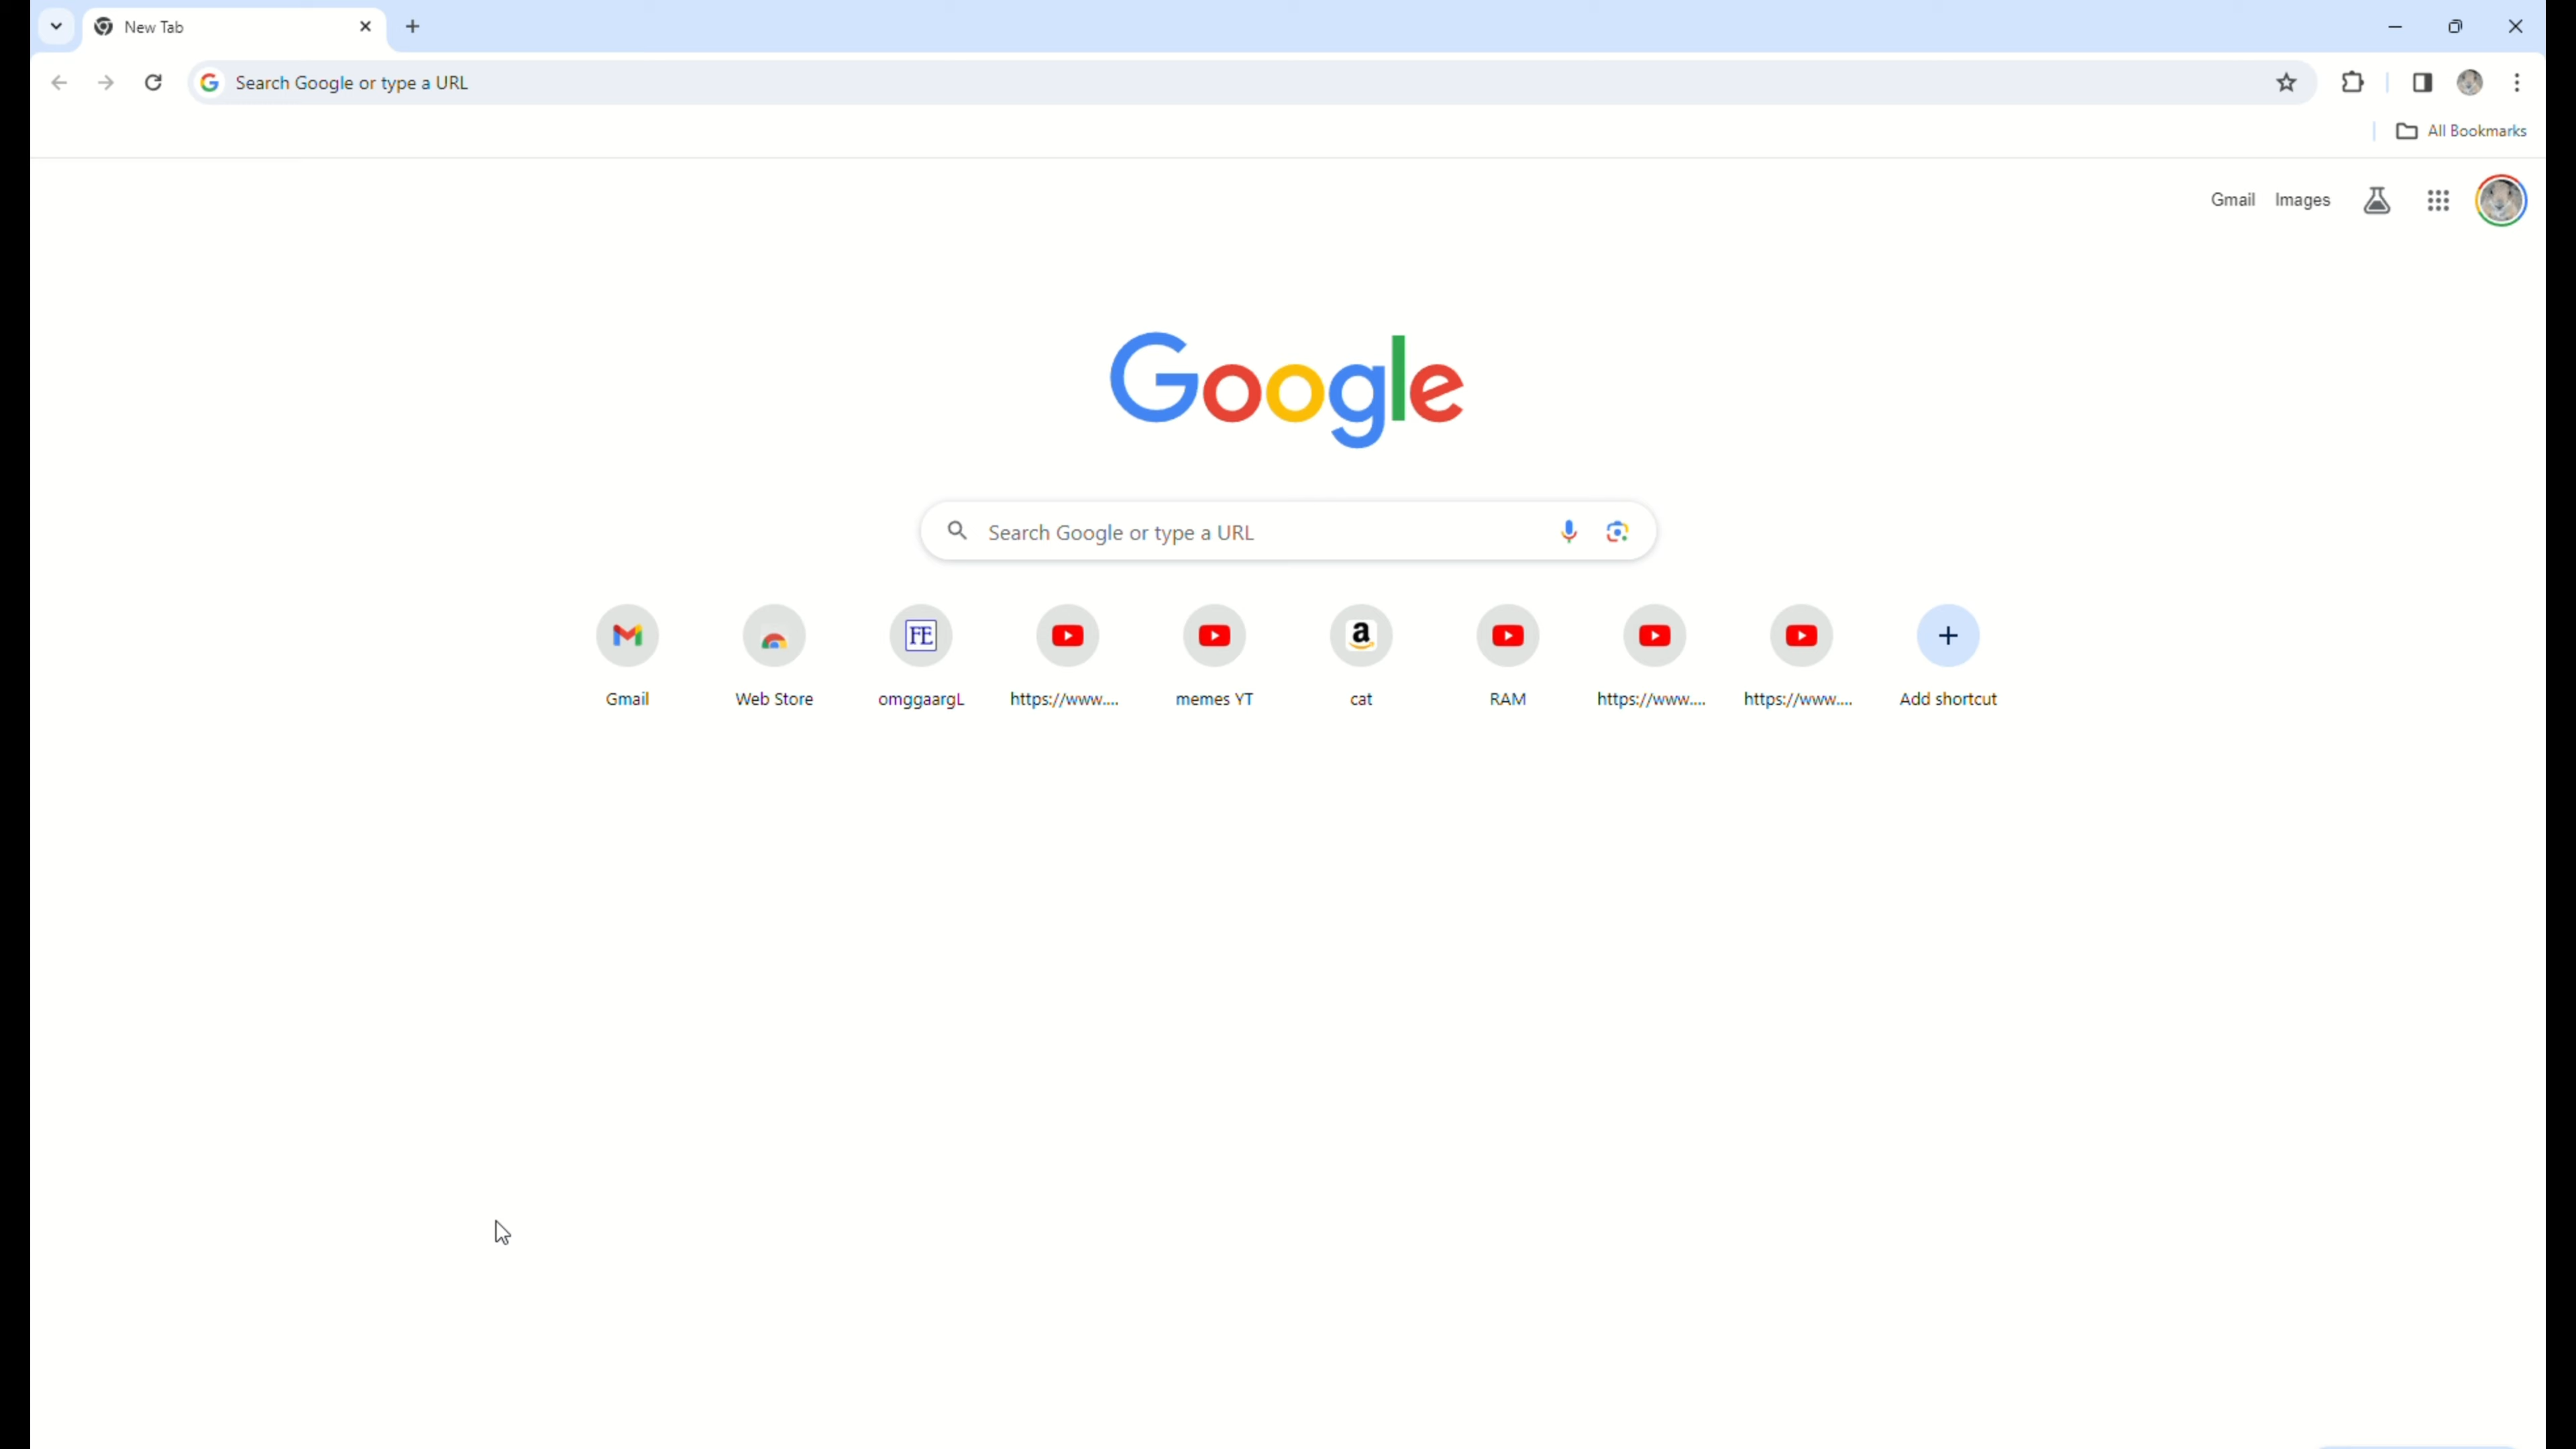 New Tab
Search Google or type a URL
All Bookmarks
Gmail Images
Google
Search Google or type a URL
FE a
Gmail Web Store omggaargL https://www.... memes YT cat RAM https://www.... https://www.... Add shortcut